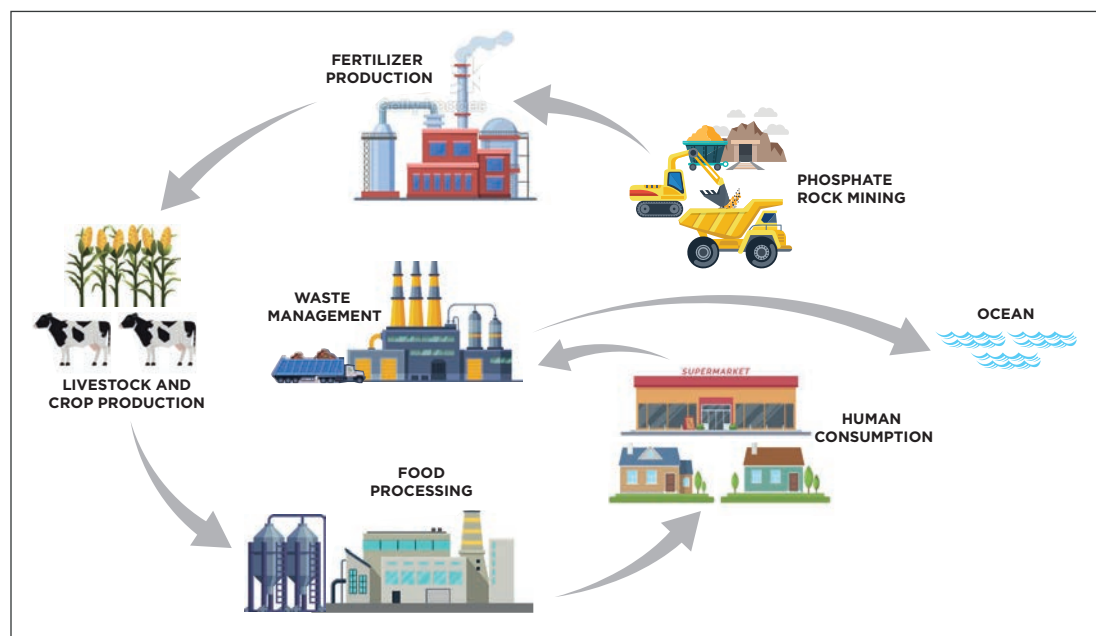 FERTILIZER
PRODUCTION
PHOSPHATE
ROCK MINING
WASTE
MANAGEMENT
OCEAN
LIVESTOCK AND
CROP PRODUCTION
SUPERMARKET
HUMAN
CONSUMPTION
FOOD
PROCESSING